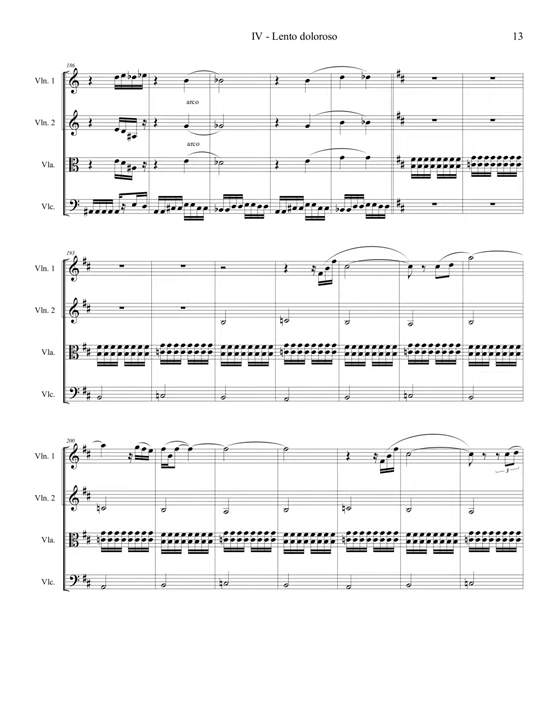 IV - Lento doloroso 13
186
Vln. 1
arco
Vln. 2
arco
Vla.
Vlc.
193
Vln. 1
Vln. 2
Vla.
Vlc.
200
Vln. 1
3
Vln. 2
Vla.
Vlc.